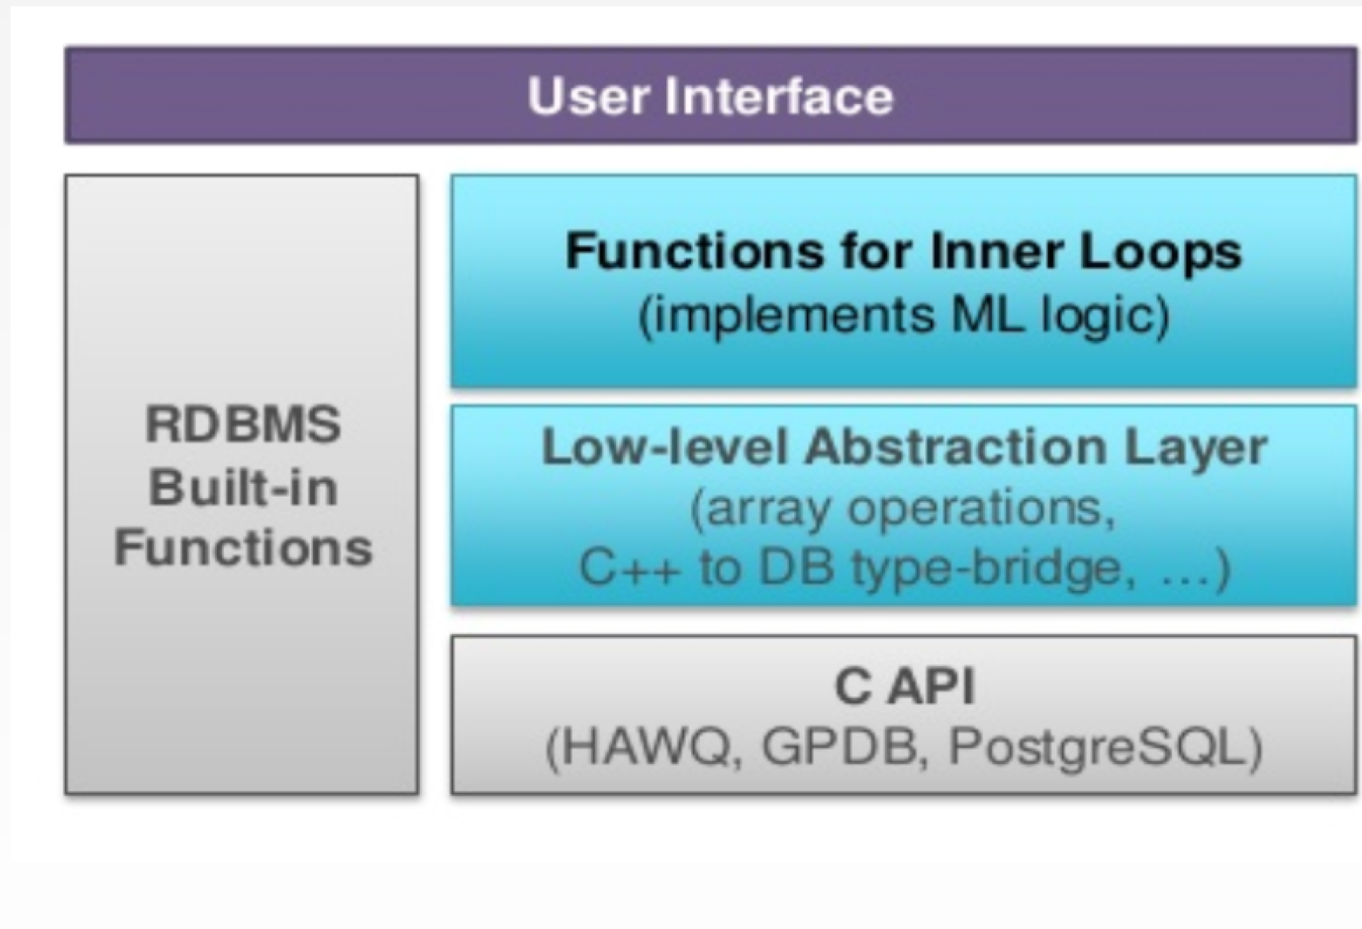 User Interface
RDBMS
Built-in
Functions
Functions for Inner Loops
(implements ML logic)
Low-level Abstraction Layer
(array operations,
C++ to DB type-bridge, …)
C API
(HAWQ, GPDB, PostgreSQL)